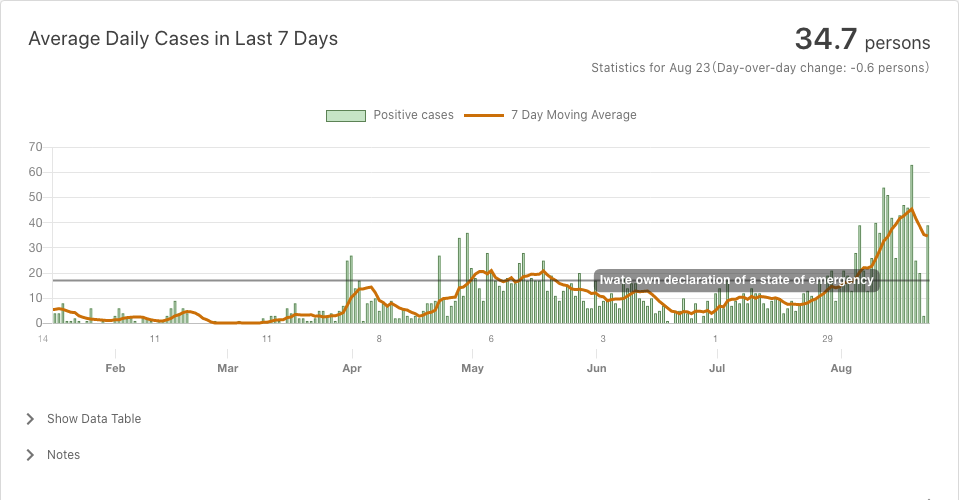 Average Daily Cases in Last 7 Days
34.7 persons
Statistics for Aug 23(Day-over-day change: -0.6 persons)
Positive cases
7 Day Moving Average
70
60
50
40
30
20
10
0
Iwate own declaration of a state of emergency
14 11 11 8 6 3 1 29
Feb Mar Apr May Jun Jul Aug
Show Data Table
Notes